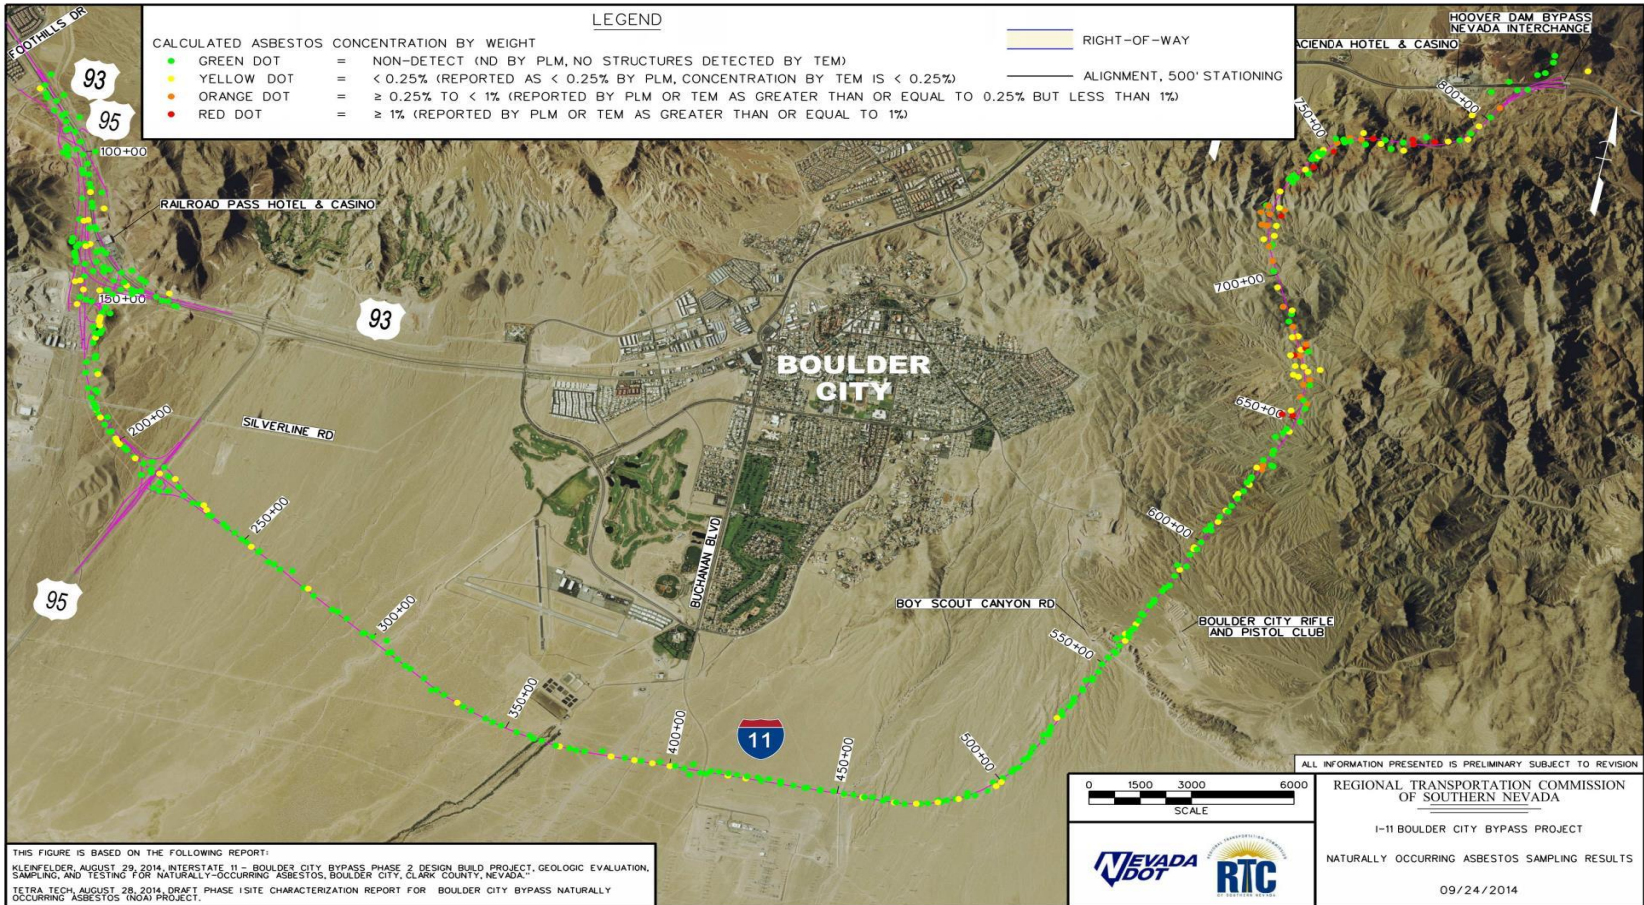 LEGEND
CALCULATED ASBESTOS CONCENTRATION BY WEIGHT
GREEN DOT = NON-DETECT (ND BY PLM, NO STRUCTURES DETECTED BY TEM)
YELLOW DOT = < 0.25% (REPORTED AS < 0.25% BY PLM, CONCENTRATION BY TEM IS < 0.25%)
ORANGE DOT = ≥ 0.25% TO < 1% (REPORTED BY PLM OR TEM AS GREATER THAN OR EQUAL TO 0.25% BUT LESS THAN 1%)
RED DOT = ≥ 1% (REPORTED BY PLM OR TEM AS GREATER THAN OR EQUAL TO 1%)
RIGHT-OF-WAY
ALIGNMENT, 500' STATIONING
FOOTHILLS DR
93
95
100+00
RAILROAD PASS HOTEL & CASINO
150+00
93
HOOVER DAM BYPASS
NEVADA INTERCHANGE
ACIENDA HOTEL & CASINO
800+00
750+00
700+00
650+00
BOULDER
CITY
200+00
SILVERLINE RD
250+00
95
300+00
BUCHANAN BLVD
600+00
BOY SCOUT CANYON RD
BOULDER CITY RIFLE
AND PISTOL CLUB
550+00
350+00
400+00
11
450+00
500+00
ALL INFORMATION PRESENTED IS PRELIMINARY SUBJECT TO REVISION
0 1500 3000 6000
SCALE
NEVADA
DOT
REGIONAL TRANSPORTATION COMMISSION
RTC
OF SOUTHERN NEVADA
REGIONAL TRANSPORTATION COMMISSION
OF SOUTHERN NEVADA
I-11 BOULDER CITY BYPASS PROJECT
NATURALLY OCCURRING ASBESTOS SAMPLING RESULTS
09/24/2014
THIS FIGURE IS BASED ON THE FOLLOWING REPORT:
KLEINFELDER, AUGUST 29, 2014, INTERSTATE 11 - BOULDER CITY BYPASS PHASE 2 DESIGN BUILD PROJECT, GEOLOGIC EVALUATION,
SAMPLING, AND TESTING FOR NATURALLY-OCCURRING ASBESTOS, BOULDER CITY, CLARK COUNTY, NEVADA."
TETRA TECH, AUGUST 28, 2014, DRAFT PHASE I SITE CHARACTERIZATION REPORT FOR BOULDER CITY BYPASS NATURALLY
OCCURRING ASBESTOS (NOA) PROJECT.